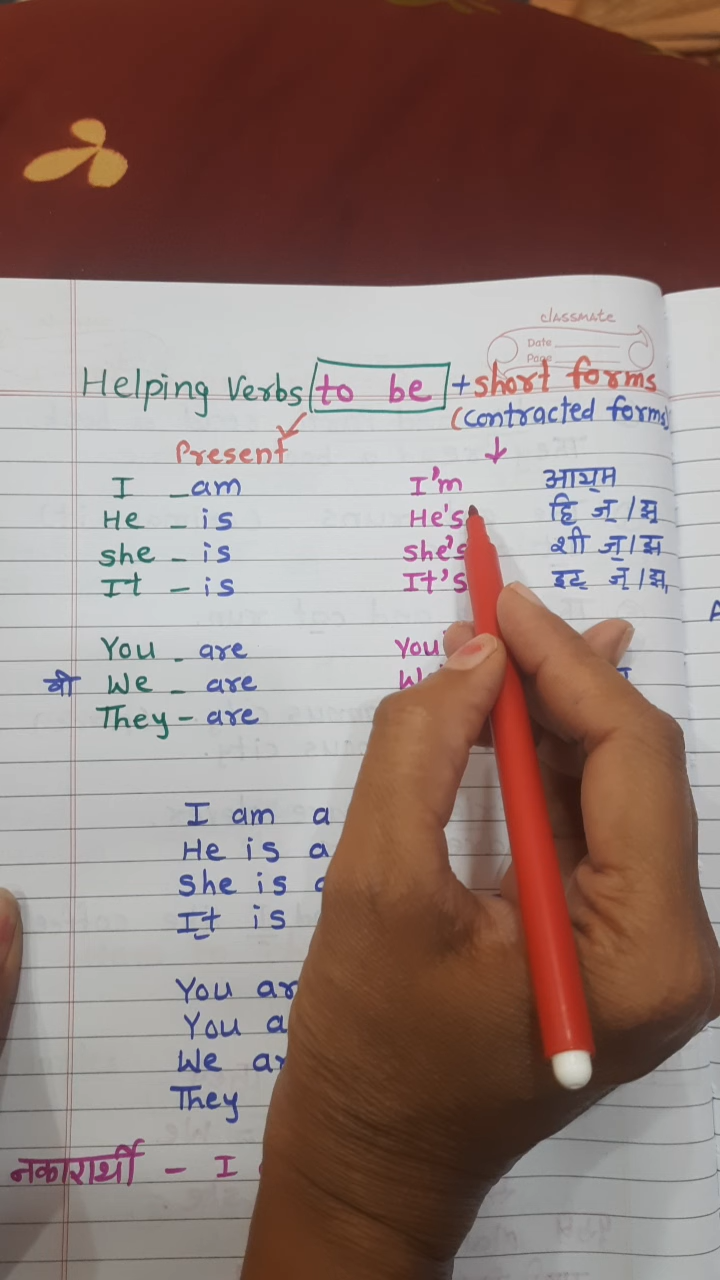 classmate
Date
Page
Helping Verbs to be + short forms
(contracted forms)
Present
I - am I'm आयम
He - is He's हि ज़् / झ्
she - is she's शी ज़् / झ्
It - is It's इट ज़् / झ्
You - are You
वी We - are
They - are
I am a
He is a
She is
It is
You
You
We
They
नकारार्थी - I